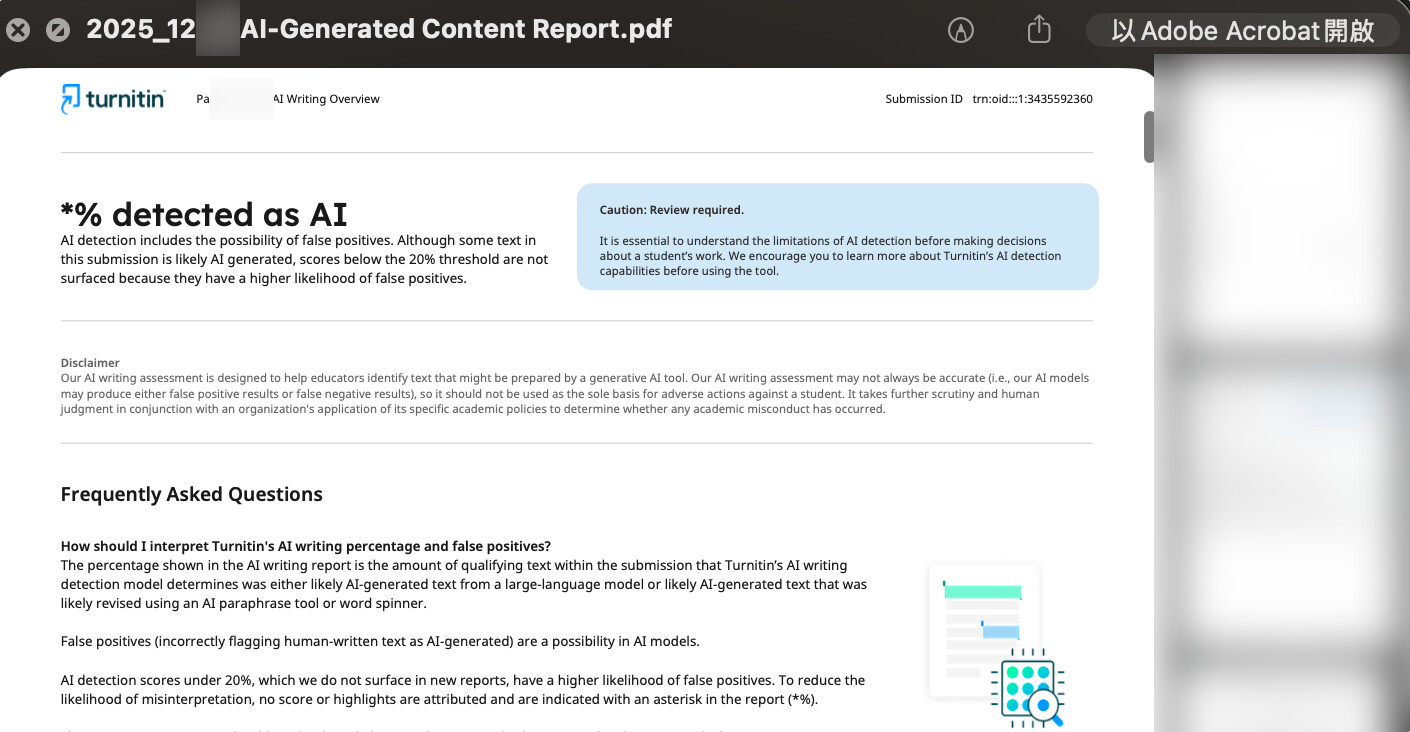 2025_12 AI-Generated Content Report.pdf
以 Adobe Acrobat 開啟
turnitin
Pa AI Writing Overview
Submission ID trn:oid:::1:3435592360
*% detected as AI
AI detection includes the possibility of false positives. Although some text in
this submission is likely AI generated, scores below the 20% threshold are not
surfaced because they have a higher likelihood of false positives.
Caution: Review required.
It is essential to understand the limitations of AI detection before making decisions
about a student’s work. We encourage you to learn more about Turnitin’s AI detection
capabilities before using the tool.
Disclaimer
Our AI writing assessment is designed to help educators identify text that might be prepared by a generative AI tool. Our AI writing assessment may not always be accurate (i.e., our AI models
may produce either false positive results or false negative results), so it should not be used as the sole basis for adverse actions against a student. It takes further scrutiny and human
judgment in conjunction with an organization's application of its specific academic policies to determine whether any academic misconduct has occurred.
Frequently Asked Questions
How should I interpret Turnitin's AI writing percentage and false positives?
The percentage shown in the AI writing report is the amount of qualifying text within the submission that Turnitin’s AI writing
detection model determines was either likely AI-generated text from a large-language model or likely AI-generated text that was
likely revised using an AI paraphrase tool or word spinner.
False positives (incorrectly flagging human-written text as AI-generated) are a possibility in AI models.
AI detection scores under 20%, which we do not surface in new reports, have a higher likelihood of false positives. To reduce the
likelihood of misinterpretation, no score or highlights are attributed and are indicated with an asterisk in the report (*%).